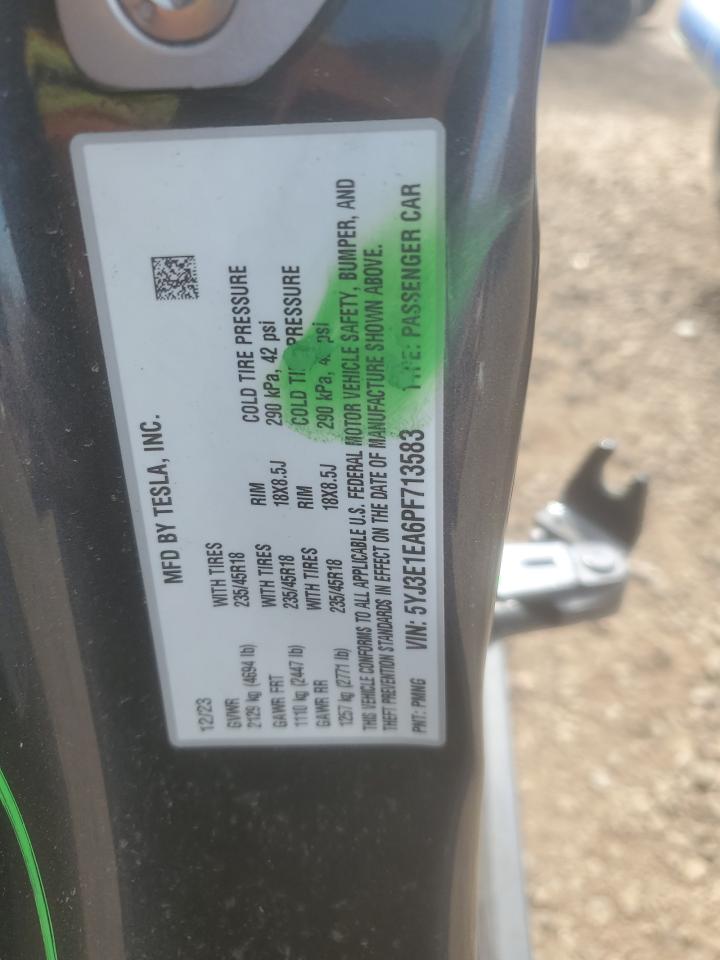 MFD BY TESLA, INC.
12/23
GVWR WITH TIRES RIM COLD TIRE PRESSURE
2129 kg (4694 lb) 235/45R18 18X8.5J 290 kPa, 42 psi
GAWR FRT WITH TIRES RIM COLD PRESSURE
1110 kg (2447 lb) 235/45R18 18X8.5J 290 kPa, psi
GAWR RR WITH TIRES
1257 kg (2771 lb) 235/45R18
THIS VEHICLE CONFORMS TO ALL APPLICABLE U.S. FEDERAL MOTOR VEHICLE SAFETY, BUMPER, AND
THEFT PREVENTION STANDARDS IN EFFECT ON THE DATE OF MANUFACTURE SHOWN ABOVE.
VIN: 5YJ3E1EA6PF713583 TYPE: PASSENGER CAR
PNT: PMNG